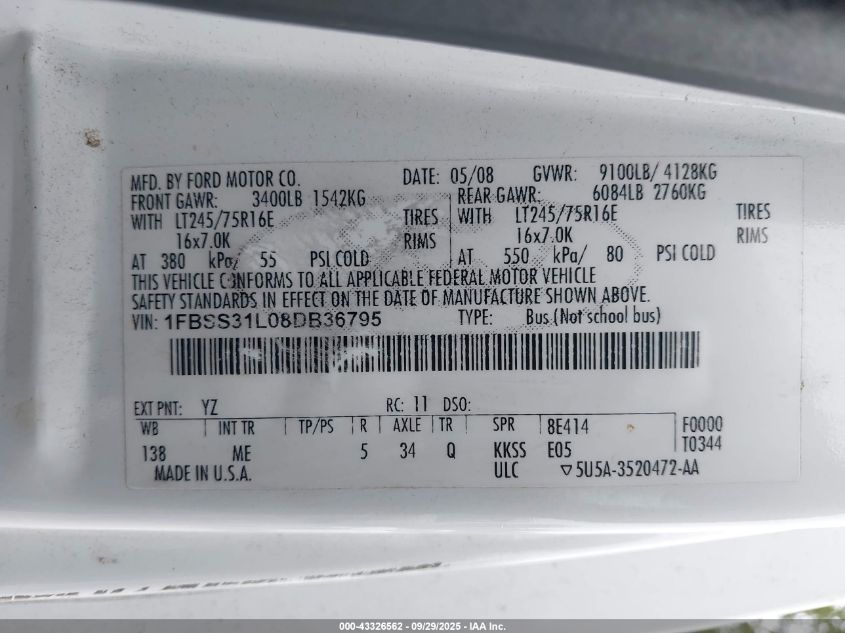 MFD. BY FORD MOTOR CO. DATE: 05/08 GVWR: 9100LB/ 4128KG
FRONT GAWR: 3400LB 1542KG REAR GAWR: 6084LB 2760KG
WITH LT245/75R16E TIRES WITH LT245/75R16E TIRES
16x7.0K RIMS 16x7.0K RIMS
AT 380 kPa/ 55 PSI COLD AT 550 kPa/ 80 PSI COLD
THIS VEHICLE CONFORMS TO ALL APPLICABLE FEDERAL MOTOR VEHICLE
SAFETY STANDARDS IN EFFECT ON THE DATE OF MANUFACTURE SHOWN ABOVE.
VIN: 1FBSS31L08DB36795 TYPE: Bus (Not school bus)
EXT PNT: YZ RC: 11 DSO:
WB INT TR TP/PS R AXLE TR SPR 8E414 F0000
138 ME 5 34 Q KKSS E05 T0344
MADE IN U.S.A. ULC 5U5A-3520472-AA
000-43326562 - 09/29/2025 - IAA Inc.